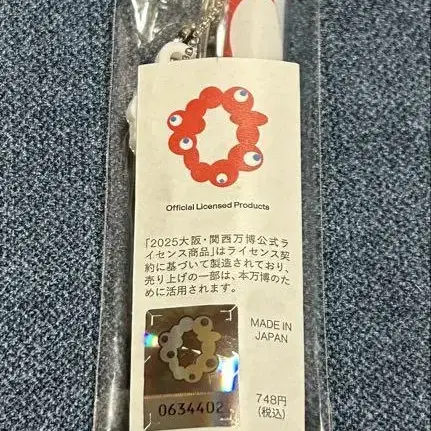 Official Licensed Products
「2025大阪・関西万博公式ラ
イセンス商品」はライセンス契
約に基づいて製造されており、
売り上げの一部は、本万博のた
めに活用されます。
MADE IN
JAPAN
0634402
748円
(税込)